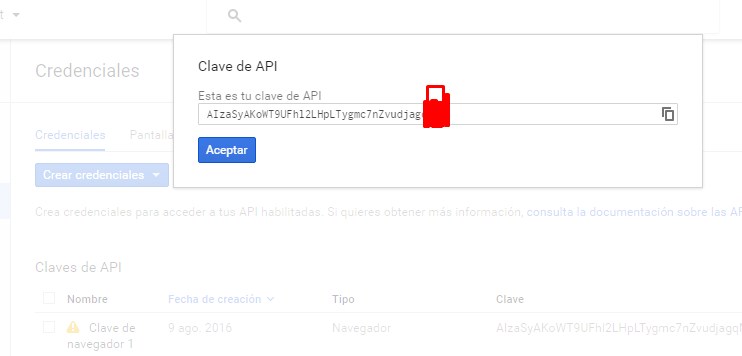 t
Clave de API
Credenciales
Esta es tu clave de API
AIzaSyAKoWT9UFhl2LHpLTygmc7nZvudjag
Credenciales Pantalla
Aceptar
Crear credenciales
Crea credenciales para acceder a tus API habilitadas. Si quieres obtener más información, consulta la documentación sobre las AP
Claves de API
Nombre Fecha de creación Tipo Clave
Clave de 9 ago. 2016 Navegador
navegador 1